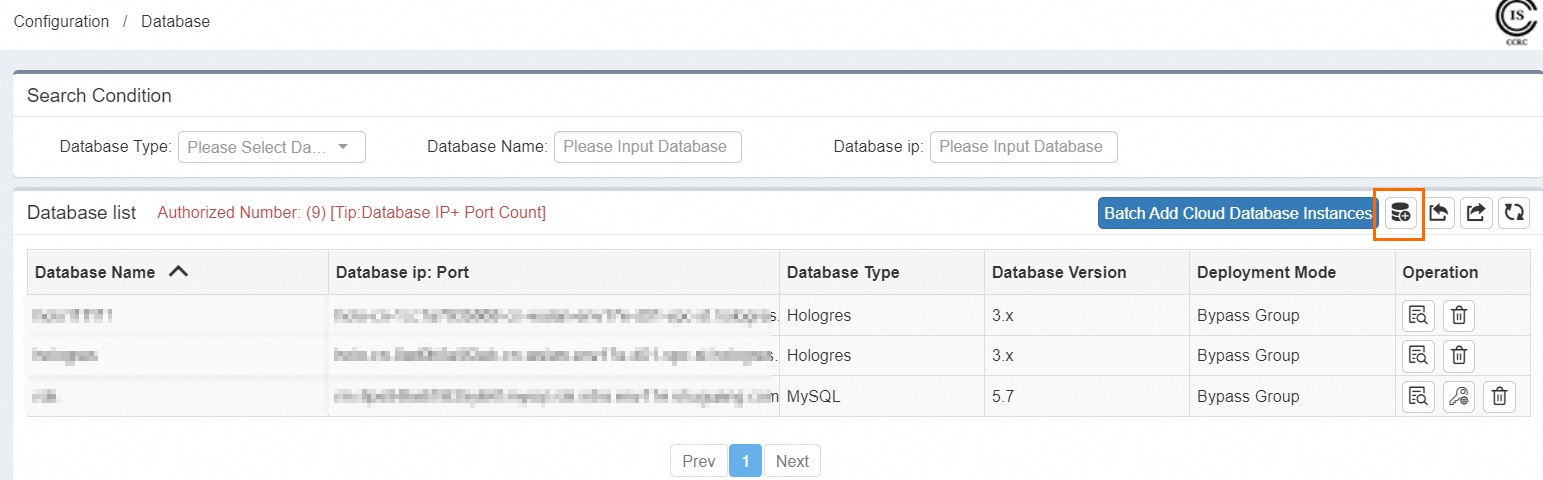 Configuration / Database
IS
CCRC
Search Condition
Database Type: Please Select Da... Database Name: Please Input Database Database ip: Please Input Database
Database list Authorized Number: (9) [Tip:Database IP+ Port Count] Batch Add Cloud Database Instances
Database Name Database ip: Port Database Type Database Version Deployment Mode Operation
Hologres 3.x Bypass Group
Hologres 3.x Bypass Group
MySQL 5.7 Bypass Group
Prev 1 Next